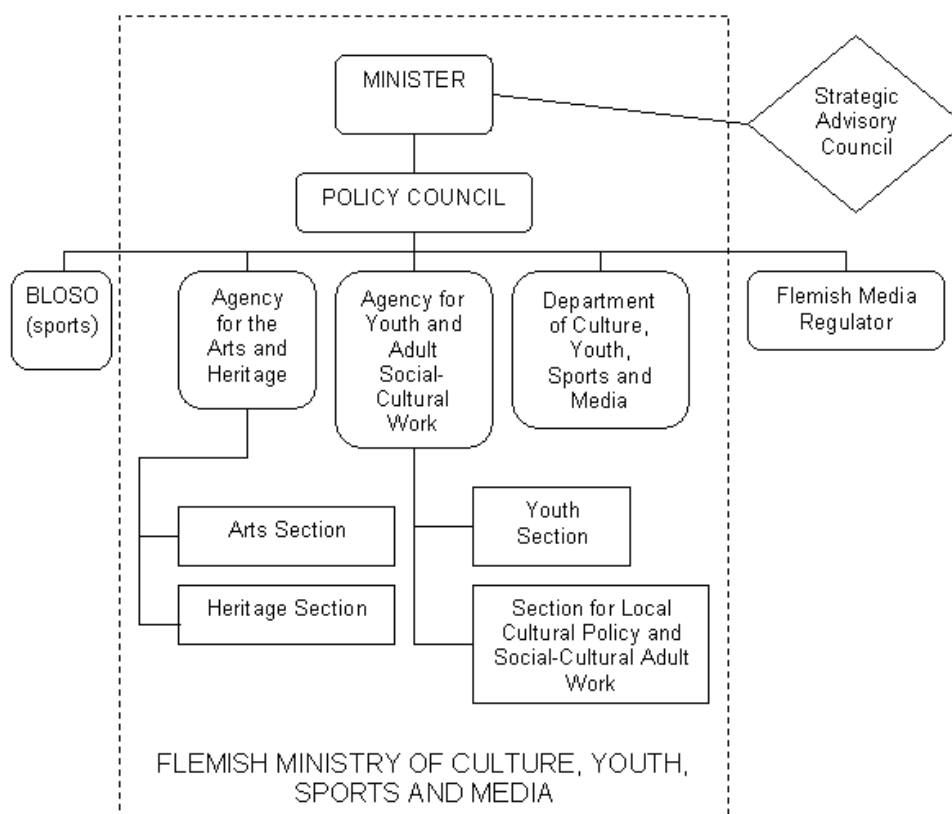 MINISTER
Strategic
Advisory
Council
POLICY COUNCIL
BLOSO
(sports)
Agency
for the
Arts and
Heritage
Agency for
Youth and
Adult
Social-
Cultural
Work
Department
of Culture,
Youth,
Sports and
Media
Flemish Media
Regulator
Arts Section
Heritage Section
Youth
Section
Section for Local
Cultural Policy and
Social-Cultural Adult
Work
FLEMISH MINISTRY OF CULTURE, YOUTH,
SPORTS AND MEDIA